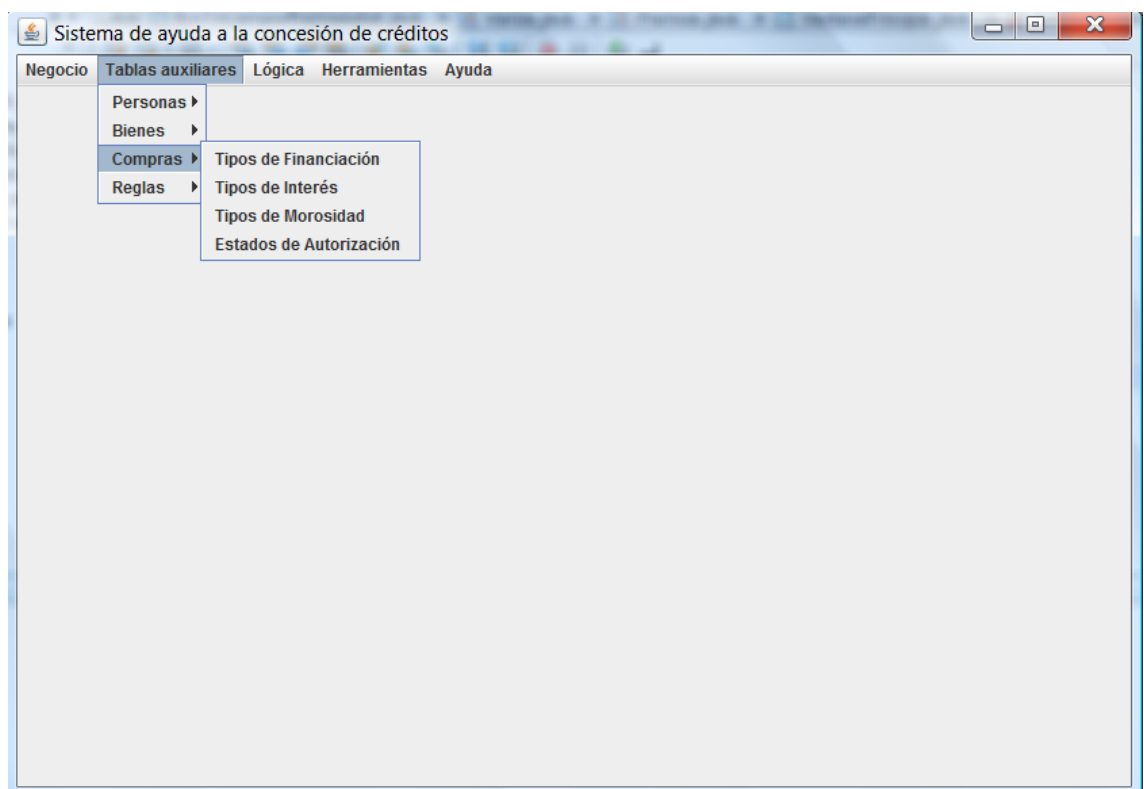 Sistema de ayuda a la concesión de créditos
Negocio Tablas auxiliares Lógica Herramientas Ayuda
Personas
Bienes
Compras Tipos de Financiación
Reglas Tipos de Interés
Tipos de Morosidad
Estados de Autorización